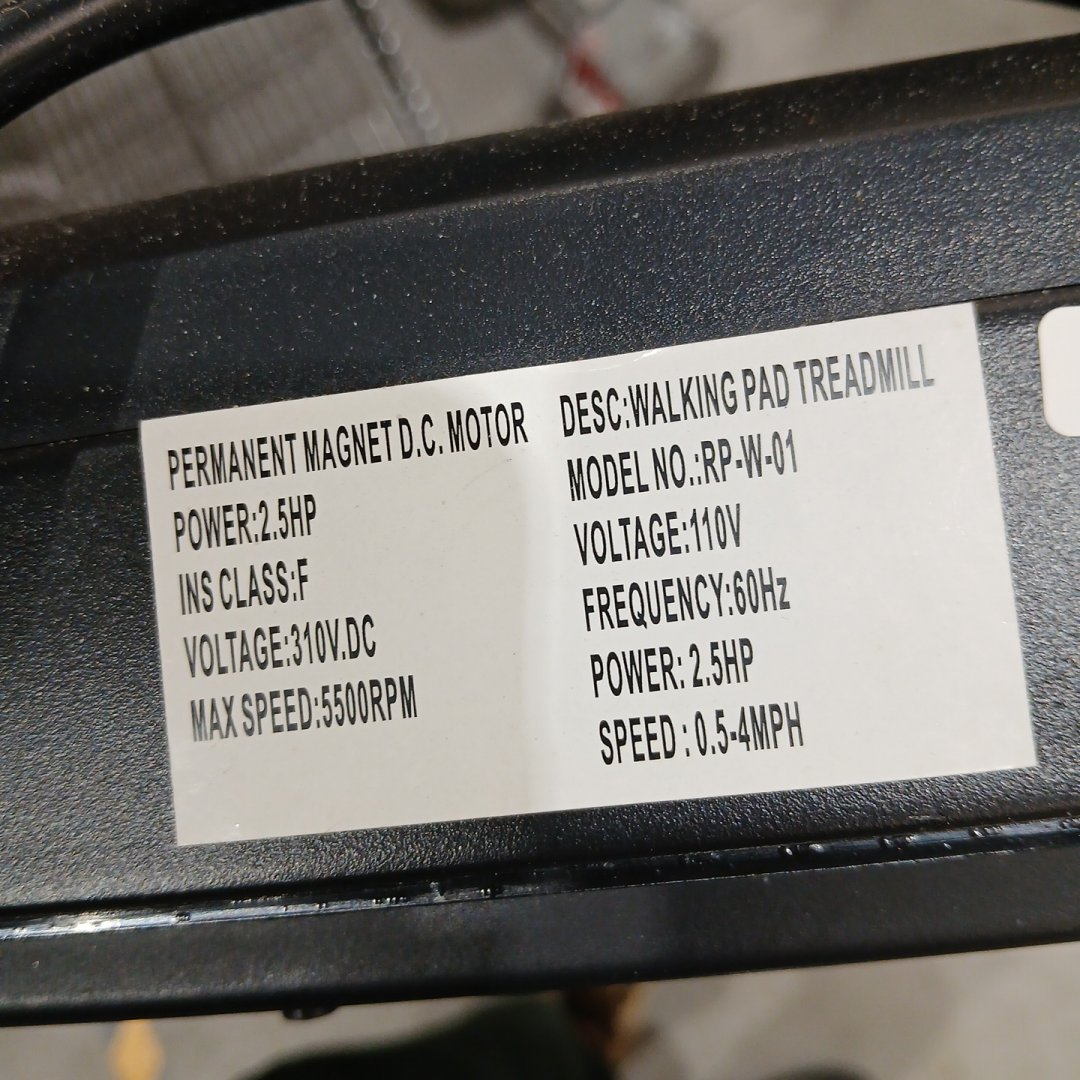 PERMANENT MAGNET D.C. MOTOR
POWER:2.5HP
INS CLASS:F
VOLTAGE:310V.DC
MAX SPEED:5500RPM
DESC:WALKING PAD TREADMILL
MODEL NO.:RP-W-01
VOLTAGE:110V
FREQUENCY:60Hz
POWER: 2.5HP
SPEED : 0.5-4MPH